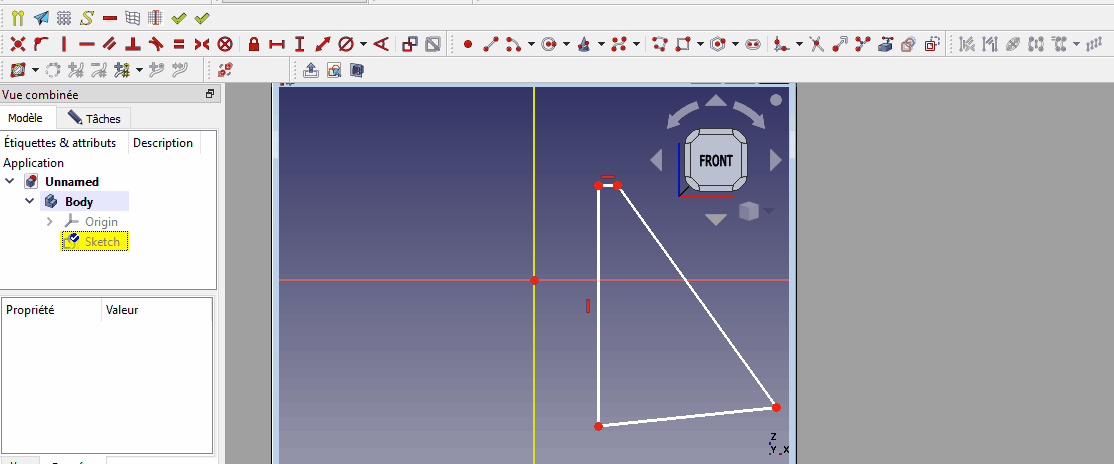 Vue combinée
Modèle
Tâches
Étiquettes & attributs
Description
Application
Unnamed
Body
Origin
Sketch
Propriété
Valeur
FRONT
Z
Y X